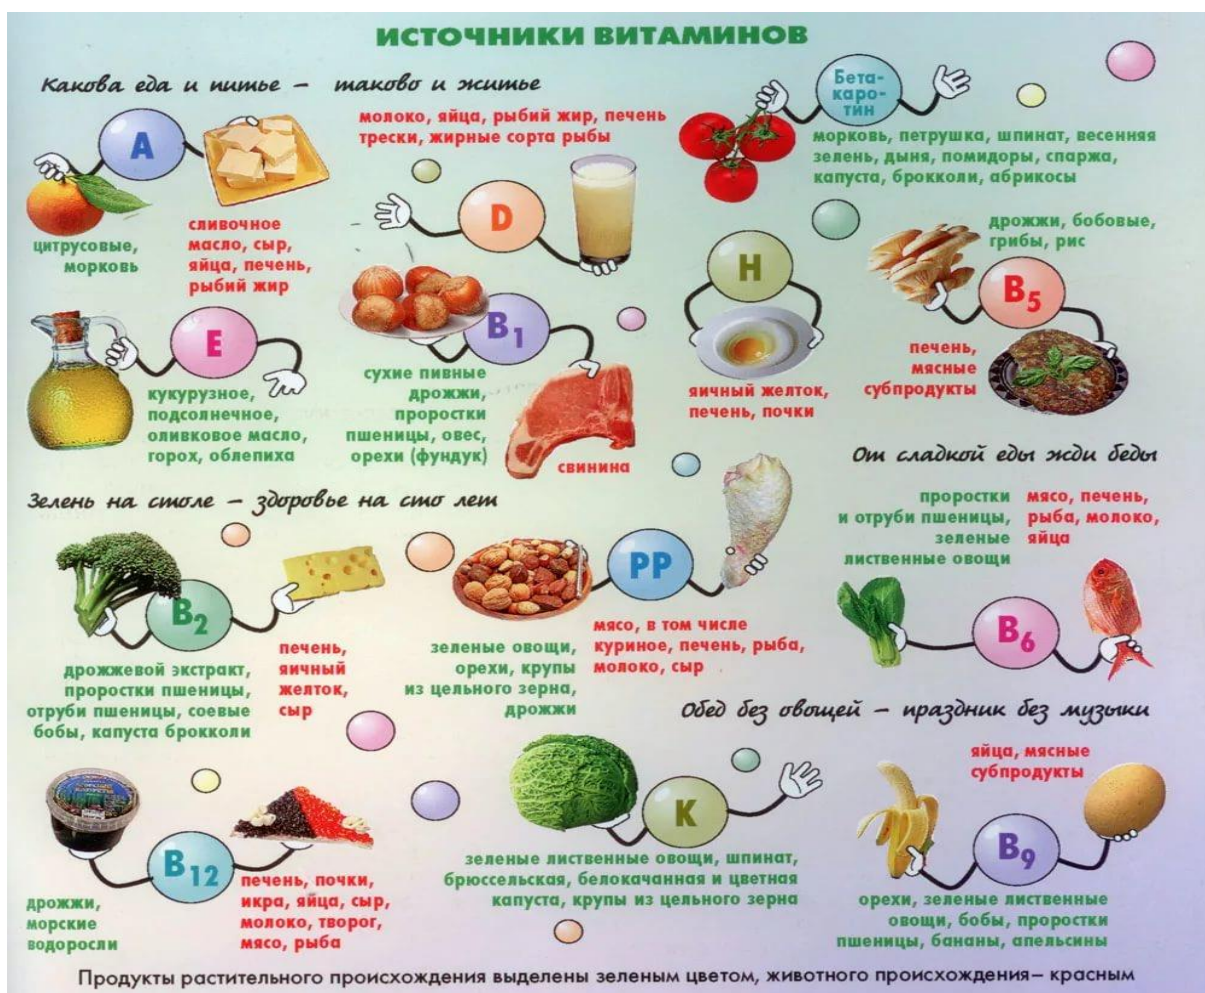 ИСТОЧНИКИ ВИТАМИНОВ
Какова еда и питье – таково и житье
А
цитрусовые,
морковь
сливочное
масло, сыр,
яйца, печень,
рыбий жир
молоко, яйца, рыбий жир, печень
трески, жирные сорта рыбы
D
Бета-
каро-
тин
морковь, петрушка, шпинат, весенняя
зелень, дыня, помидоры, спаржа,
капуста, брокколи, абрикосы
E
кукурузное,
подсолнечное,
оливковое масло,
горох, облепиха
B1
сухие пивные
дрожжи,
проростки
пшеницы, овес,
орехи (фундук)
свинина
H
яичный желток,
печень, почки
дрожжи, бобовые,
грибы, рис
B5
печень,
мясные
субпродукты
От сладкой еды жди беды
Зелень на столе – здоровье на сто лет
B2
дрожжевой экстракт,
проростки пшеницы,
отруби пшеницы, соевые
бобы, капуста брокколи
печень,
яичный
желток,
сыр
PP
зеленые овощи,
орехи, крупы
из цельного зерна,
дрожжи
мясо, в том числе
куриное, печень, рыба,
молоко, сыр
проростки
и отруби пшеницы,
зеленые
лиственные овощи
мясо, печень,
рыба, молоко,
яйца
B6
Обед без овощей – праздник без музыки
B12
дрожжи,
морские
водоросли
печень, почки,
икра, яйца, сыр,
молоко, творог,
мясо, рыба
K
зеленые лиственные овощи, шпинат,
брюссельская, белокачанная и цветная
капуста, крупы из цельного зерна
яйца, мясные
субпродукты
B9
орехи, зеленые лиственные
овощи, бобы, проростки
пшеницы, бананы, апельсины
Продукты растительного происхождения выделены зеленым цветом, животного происхождения– красным